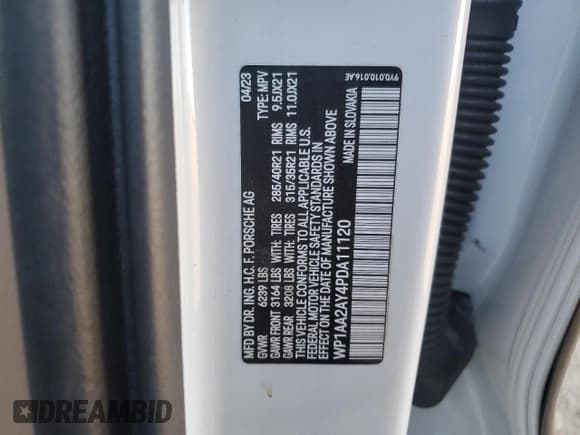 MFD BY DR. ING. H.C. F. PORSCHE AG 04/23
GVWR 6239 LBS TYPE: MPV
GAWR FRONT 3164 LBS WITH: TIRES 285/40R21 RIMS 9.5JX21
GAWR REAR 3208 LBS WITH: TIRES 315/35R21 RIMS 11.0JX21
THIS VEHICLE CONFORMS TO ALL APPLICABLE U.S.
FEDERAL MOTOR VEHICLE SAFETY STANDARDS IN
EFFECT ON THE DATE OF MANUFACTURE SHOWN ABOVE
MADE IN SLOVAKIA
WP1AA2AY4PDA11120
9Y0.010.016.AE
DREAMBID